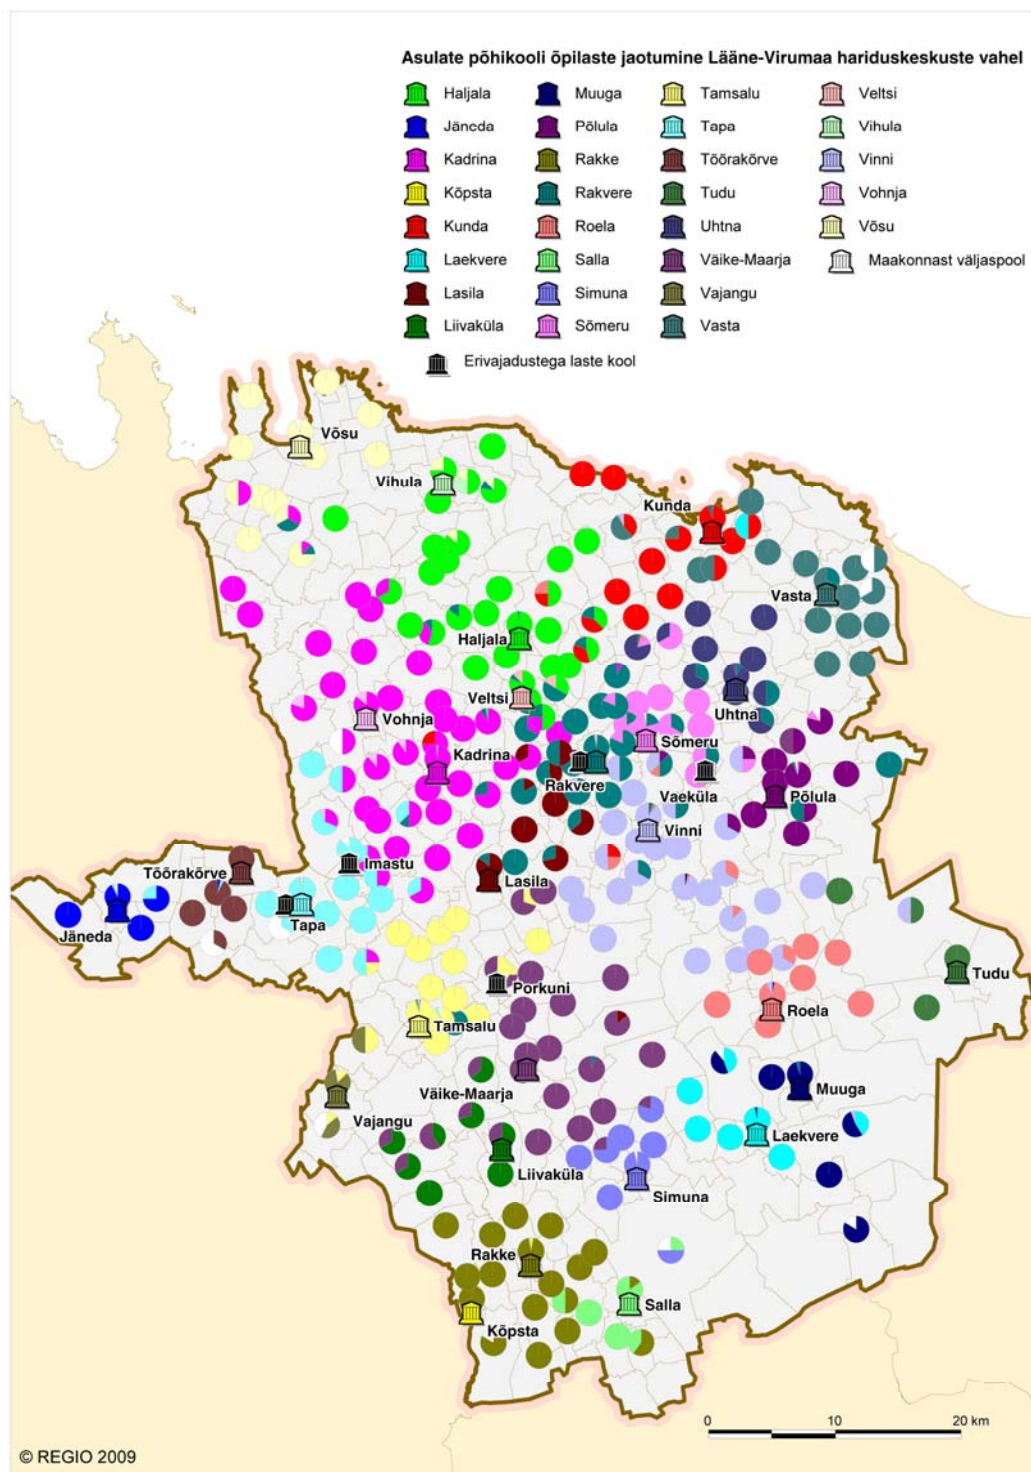 Asulate põhikooli õpilaste jaotumine Lääne-Virumaa hariduskeskuste vahel
Haljala
Jäneda
Kadrina
Kõpsta
Kunda
Laekvere
Lasila
Liivaküla
Muuga
Põlula
Rakke
Rakvere
Roela
Salla
Simuna
Sõmeru
Tamsalu
Tapa
Töörakõrve
Tudu
Uhtna
Väike-Maarja
Vajangu
Vasta
Veltsi
Vihula
Vinni
Vohnja
Võsu
Maakonnast väljaspool
Erivajadustega laste kool
Võsu
Vihula
Kunda
Vasta
Haljala
Veltsi
Uhtna
Vohnja
Sõmeru
Kadrina
Rakvere
Vaeküla
Põlula
Vinni
Imastu
Töörakõrve
Lasila
Tapa
Jäneda
Tudu
Porkuni
Roela
Tamsalu
Muuga
Väike-Maarja
Vajangu
Laekvere
Liivaküla
Simuna
Rakke
Salla
Kõpsta
0 10 20 km
© REGIO 2009